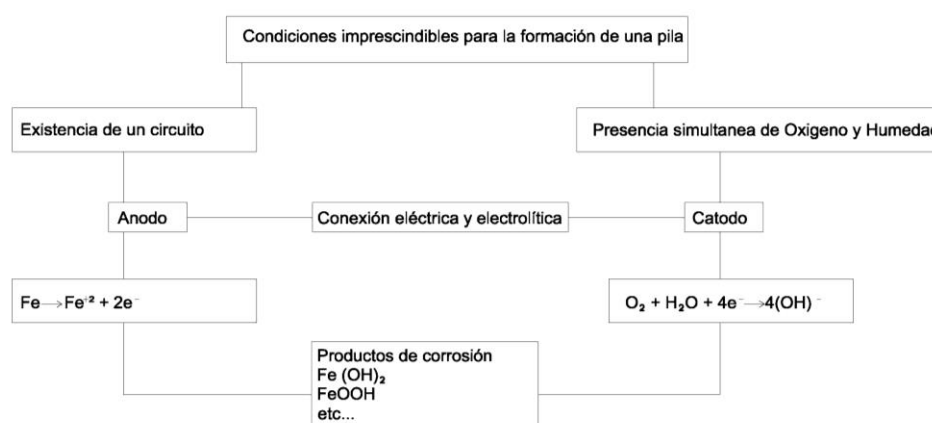 Condiciones imprescindibles para la formación de una pila
Existencia de un circuito
Presencia simultanea de Oxigeno y Humedad
Anodo
Conexión eléctrica y electrolítica
Catodo
Fe→Fe⁺² + 2e⁻
O₂ + H₂O + 4e⁻→4(OH)⁻
Productos de corrosión
Fe (OH)₂
FeOOH
etc...